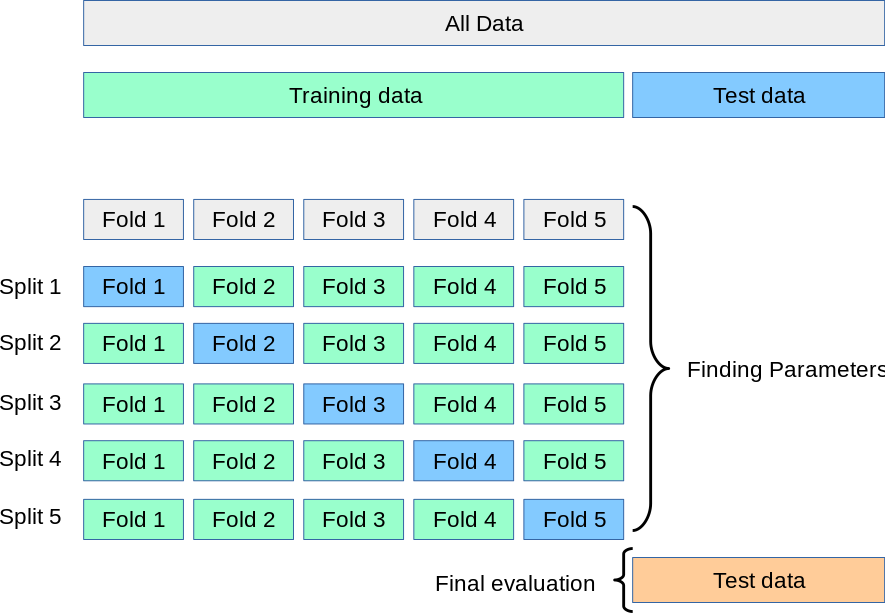 All Data
Training data Test data
Fold 1 Fold 2 Fold 3 Fold 4 Fold 5
Split 1 Fold 1 Fold 2 Fold 3 Fold 4 Fold 5
Split 2 Fold 1 Fold 2 Fold 3 Fold 4 Fold 5
Finding Parameters
Split 3 Fold 1 Fold 2 Fold 3 Fold 4 Fold 5
Split 4 Fold 1 Fold 2 Fold 3 Fold 4 Fold 5
Split 5 Fold 1 Fold 2 Fold 3 Fold 4 Fold 5
Final evaluation Test data